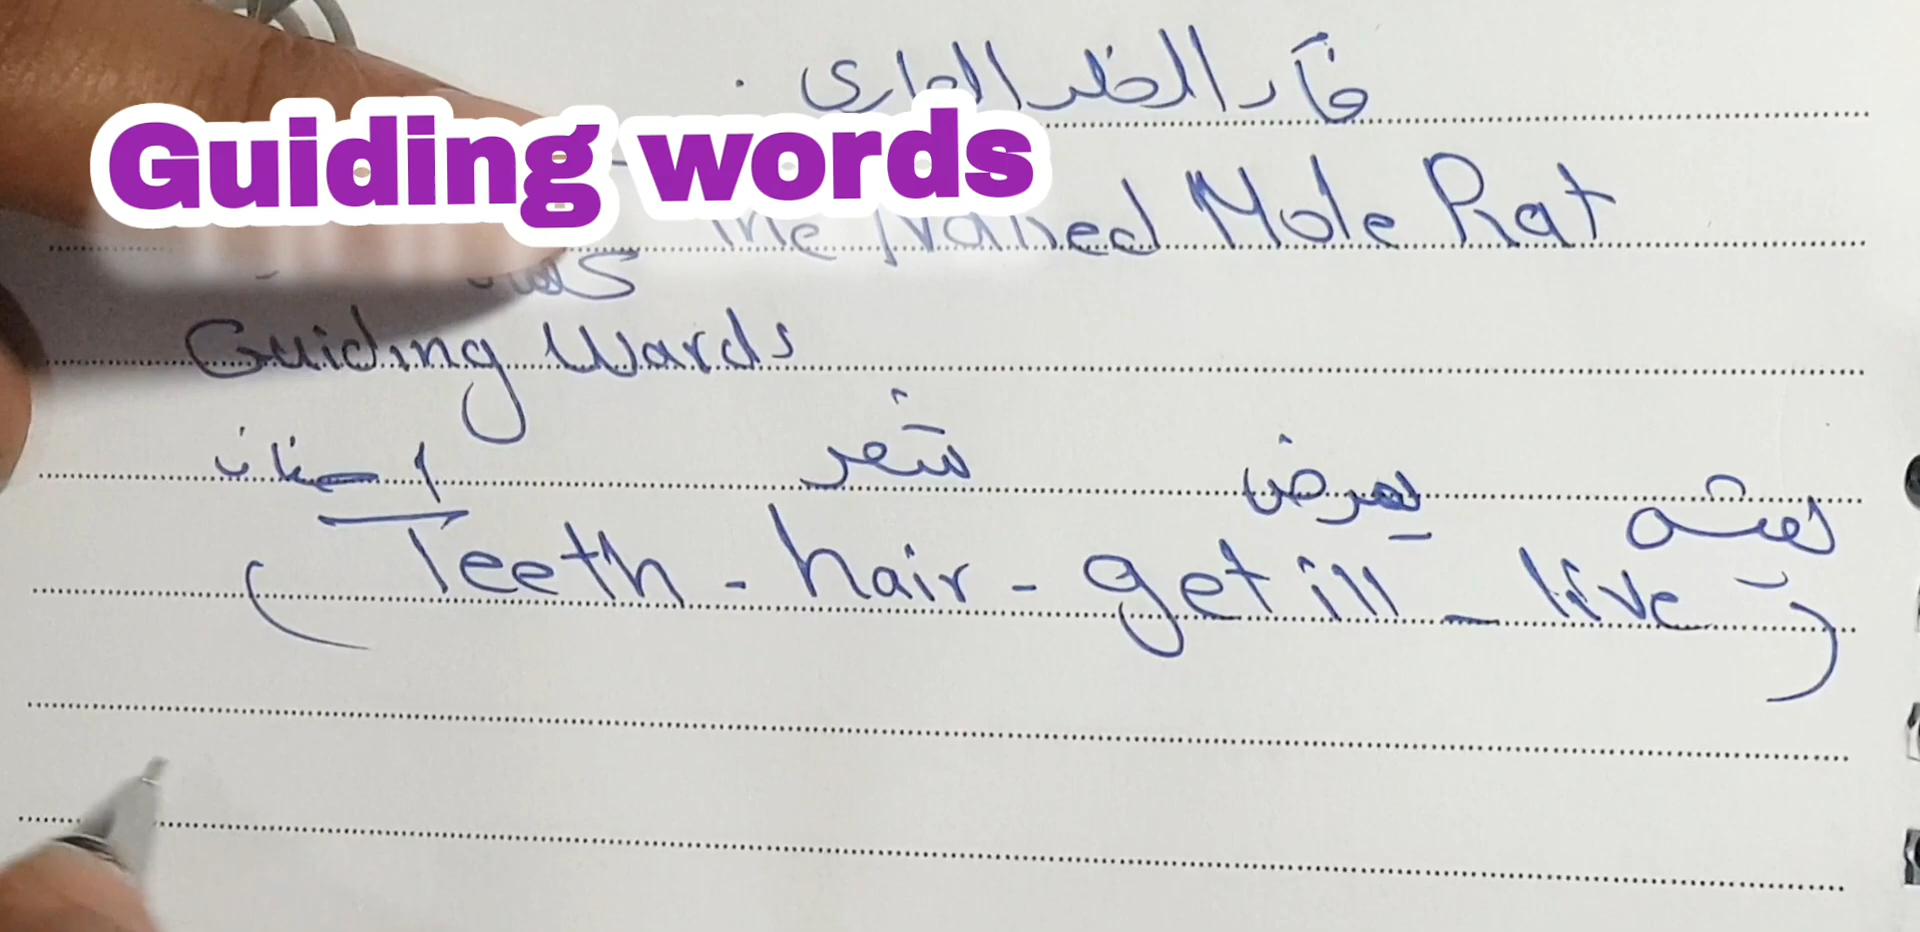 فأر الخلد العاري
Guiding words
The Naked Mole Rat
Guiding Words
اسنان شعر يمرض يعيش
( Teeth - hair - get ill - live )